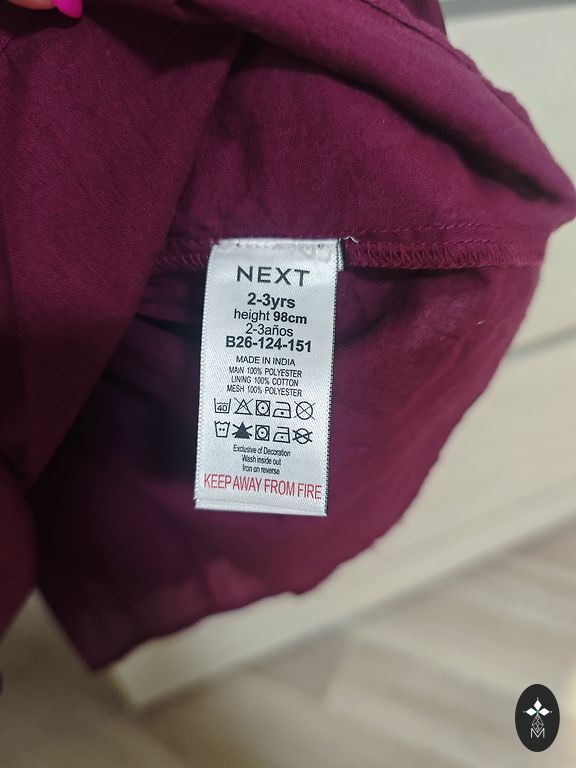 NEXT
2-3yrs
height 98cm
2-3años
B26-124-151
MADE IN INDIA
MAIN 100% POLYESTER
LINING 100% COTTON
MESH 100% POLYESTER
40
Exclusive of Decoration
Wash inside out
Iron on reverse
KEEP AWAY FROM FIRE
M